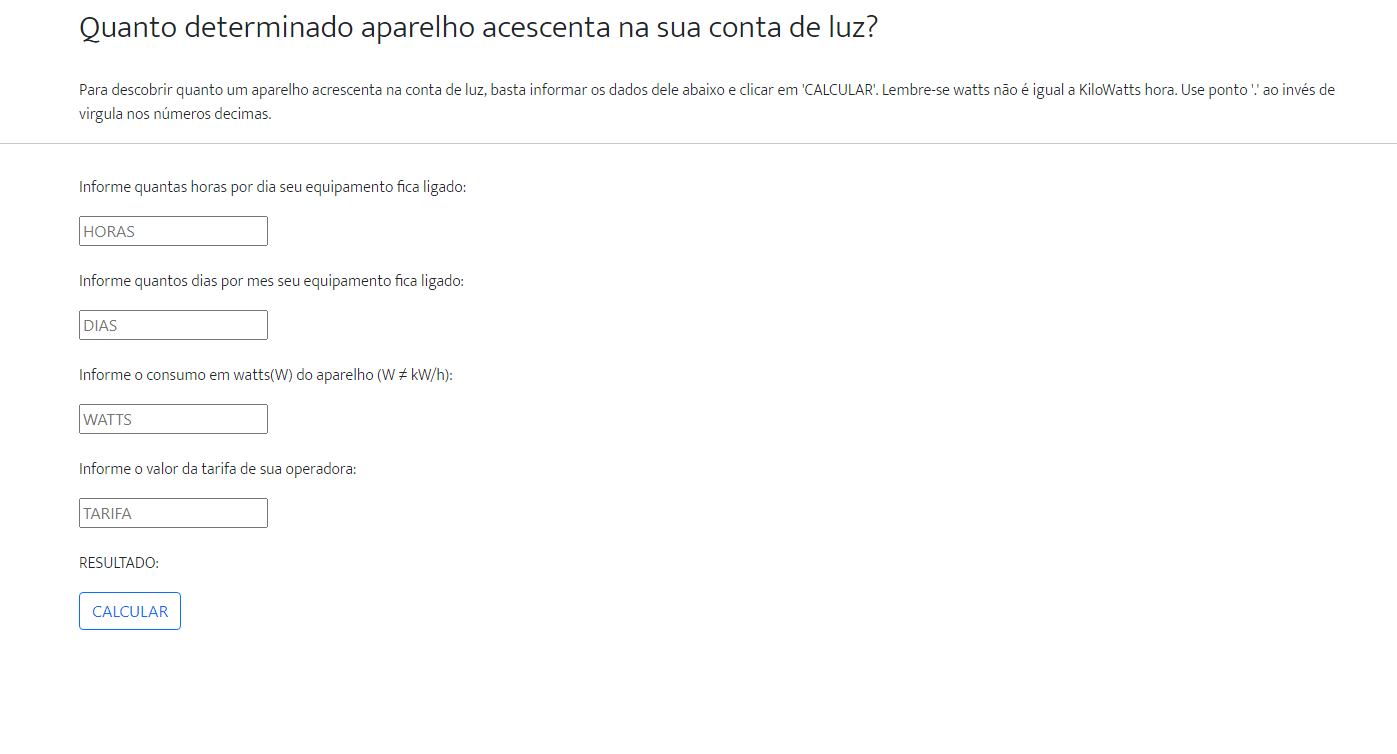 Quanto determinado aparelho acescenta na sua conta de luz?
Para descobrir quanto um aparelho acrescenta na conta de luz, basta informar os dados dele abaixo e clicar em 'CALCULAR'. Lembre-se watts não é igual a KiloWatts hora. Use ponto '.' ao invés de
virgula nos números decimas.
Informe quantas horas por dia seu equipamento fica ligado:
HORAS
Informe quantos dias por mes seu equipamento fica ligado:
DIAS
Informe o consumo em watts(W) do aparelho (W ≠ kW/h):
WATTS
Informe o valor da tarifa de sua operadora:
TARIFA
RESULTADO:
CALCULAR